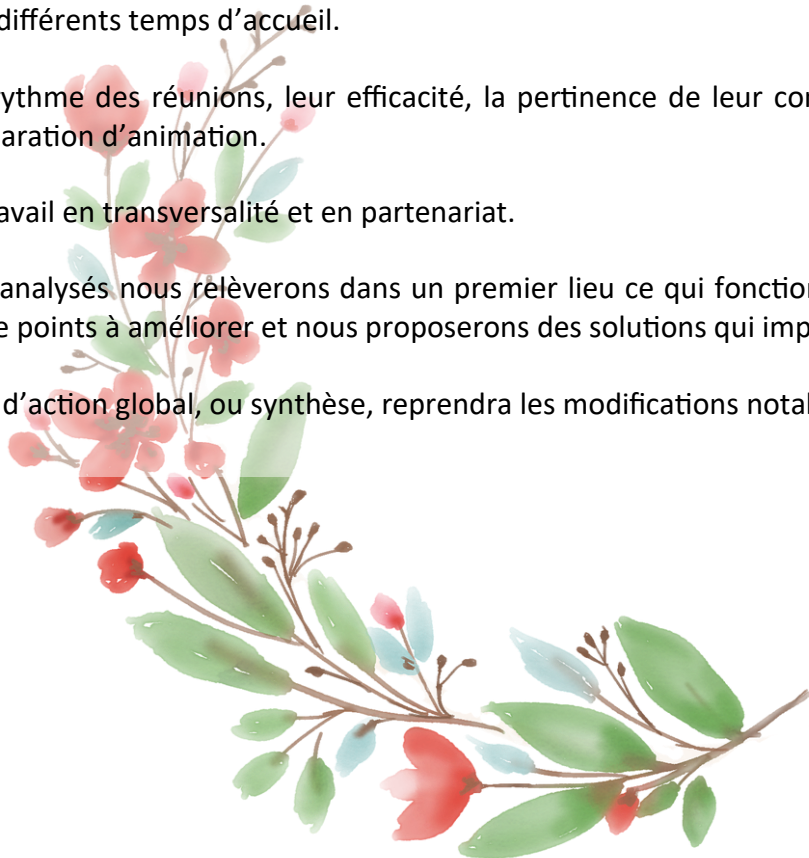 différents temps d’accueil.
ythme des réunions, leur efficacité, la pertinence de leur con
aration d’animation.
avail en transversalité et en partenariat.
analysés nous relèverons dans un premier lieu ce qui fonction
e points à améliorer et nous proposerons des solutions qui imp
d’action global, ou synthèse, reprendra les modifications notal